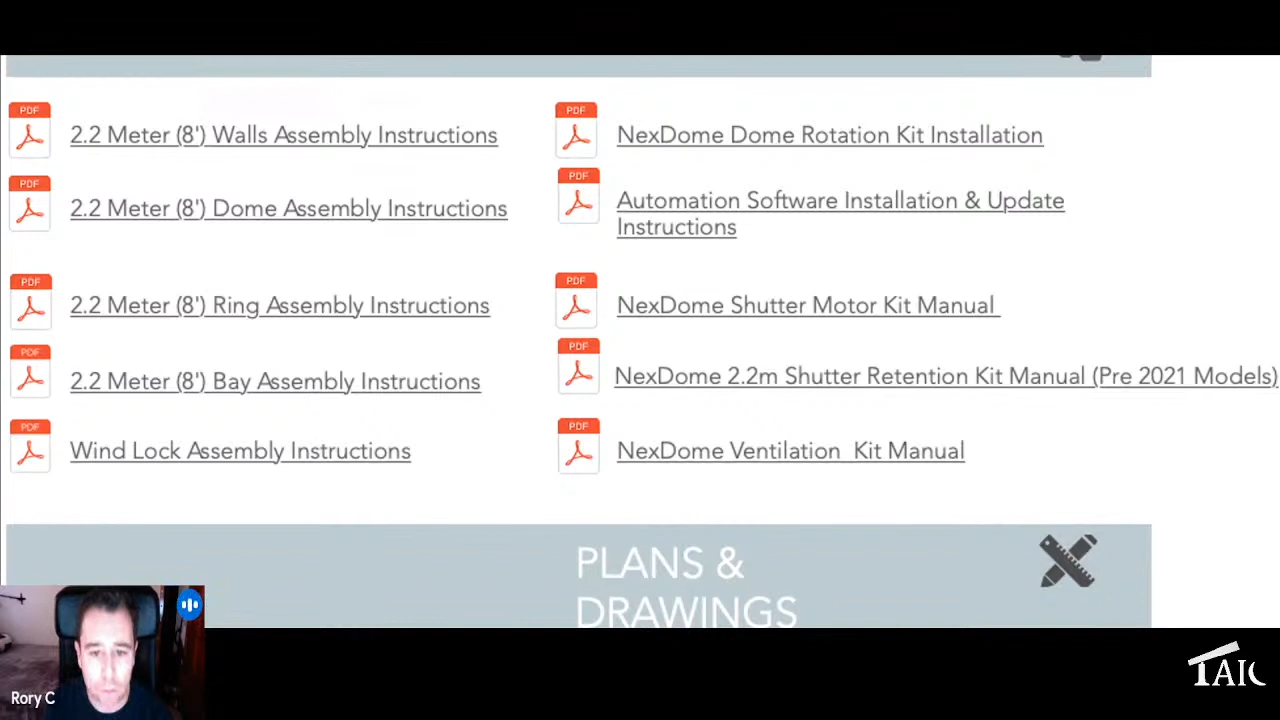 PDF
2.2 Meter (8') Walls Assembly Instructions
PDF
2.2 Meter (8') Dome Assembly Instructions
PDF
2.2 Meter (8') Ring Assembly Instructions
PDF
2.2 Meter (8') Bay Assembly Instructions
PDF
Wind Lock Assembly Instructions
PDF
NexDome Dome Rotation Kit Installation
PDF
Automation Software Installation & Update
Instructions
PDF
NexDome Shutter Motor Kit Manual
PDF
NexDome 2.2m Shutter Retention Kit Manual (Pre 2021 Models)
PDF
NexDome Ventilation  Kit Manual
PLANS &
DRAWINGS
Rory C
TAIC